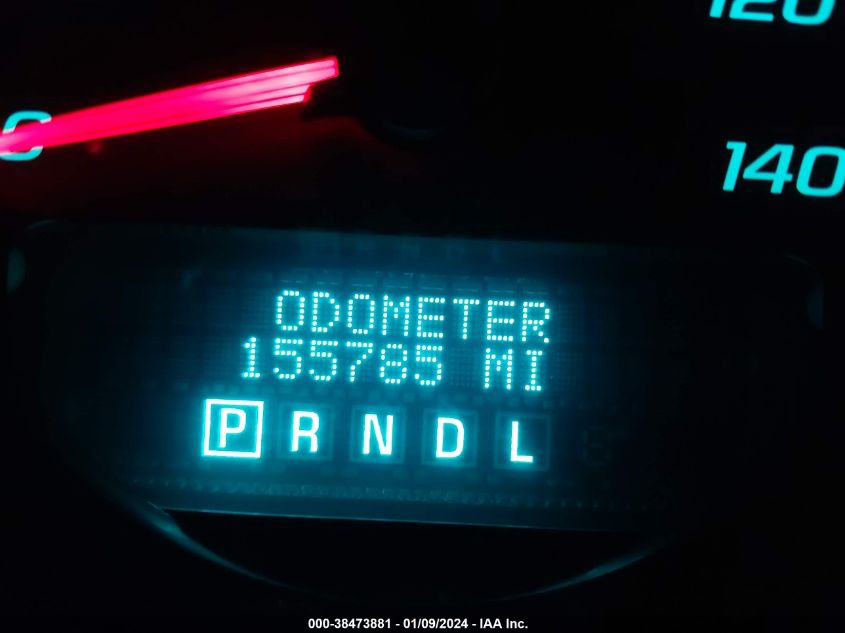 120
C
140
ODOMETER
155785 MI
P R N D L
000-38473881 - 01/09/2024 - IAA Inc.